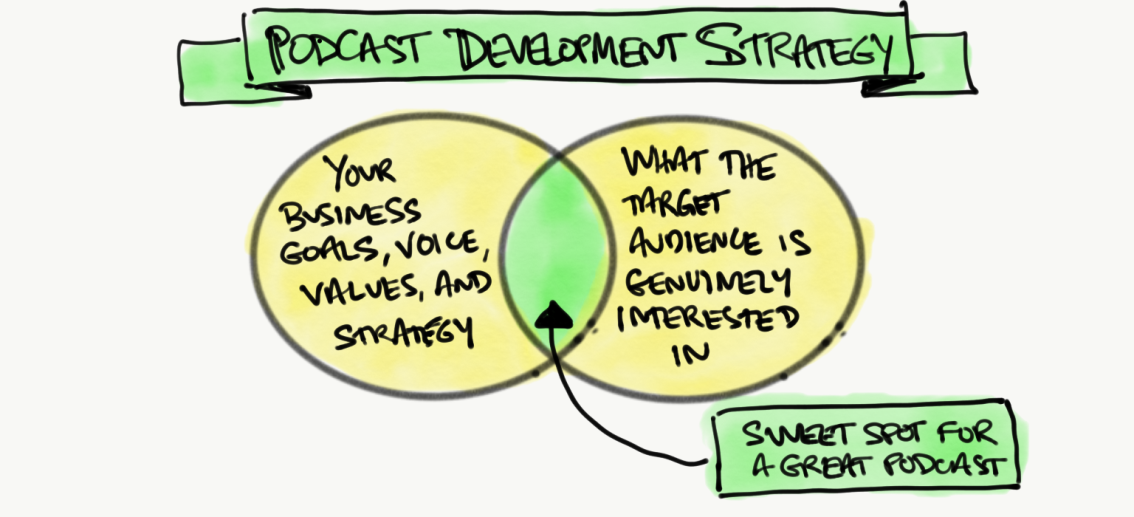 PODCAST DEVELOPMENT STRATEGY
YOUR
BUSINESS
GOALS, VOICE,
VALUES, AND
STRATEGY
WHAT THE
TARGET
AUDIENCE IS
GENUINELY
INTERESTED
IN
SWEET SPOT FOR
A GREAT PODCAST